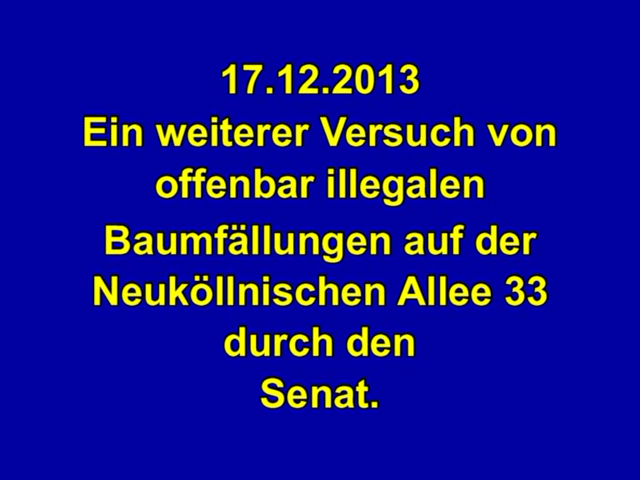 17.12.2013
Ein weiterer Versuch von
offenbar illegalen
Baumfällungen auf der
Neuköllnischen Allee 33
durch den
Senat.